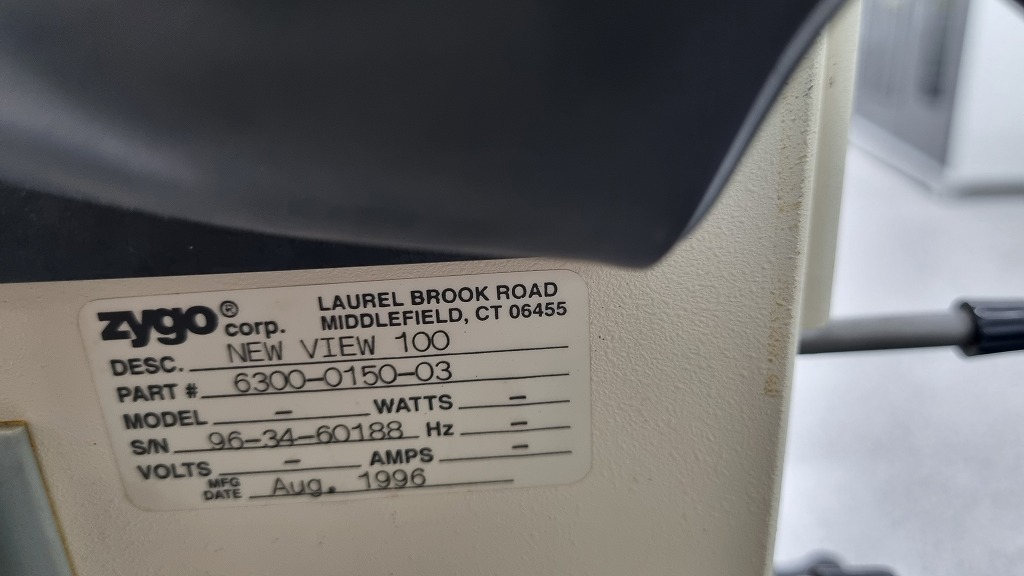 zygo® corp. LAUREL BROOK ROAD
MIDDLEFIELD, CT 06455
DESC. NEW VIEW 100
PART # 6300-0150-03
MODEL - WATTS -
S/N 96-34-60188 Hz -
VOLTS - AMPS -
MFG DATE Aug. 1996